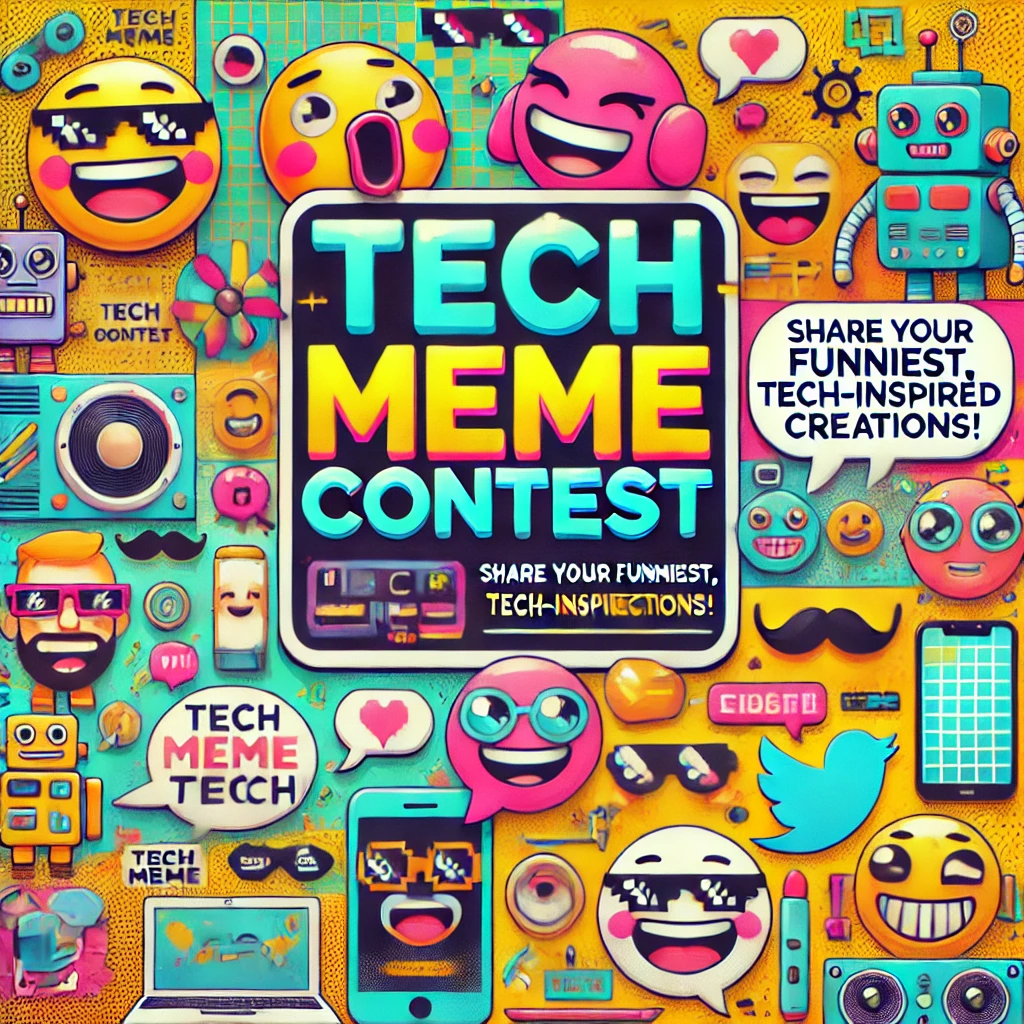 TECH
MEME
TECH
CONTET
TECH
MEME
CONTEST
SHARE YOUR
FUNNIEST,
TECH-INSPIRED
CREATIONS!
SHARE YOUR FUNNIEST,
TECH-INSPIECTIONS!
TECH
MEME
TECCH
TECH
MEME